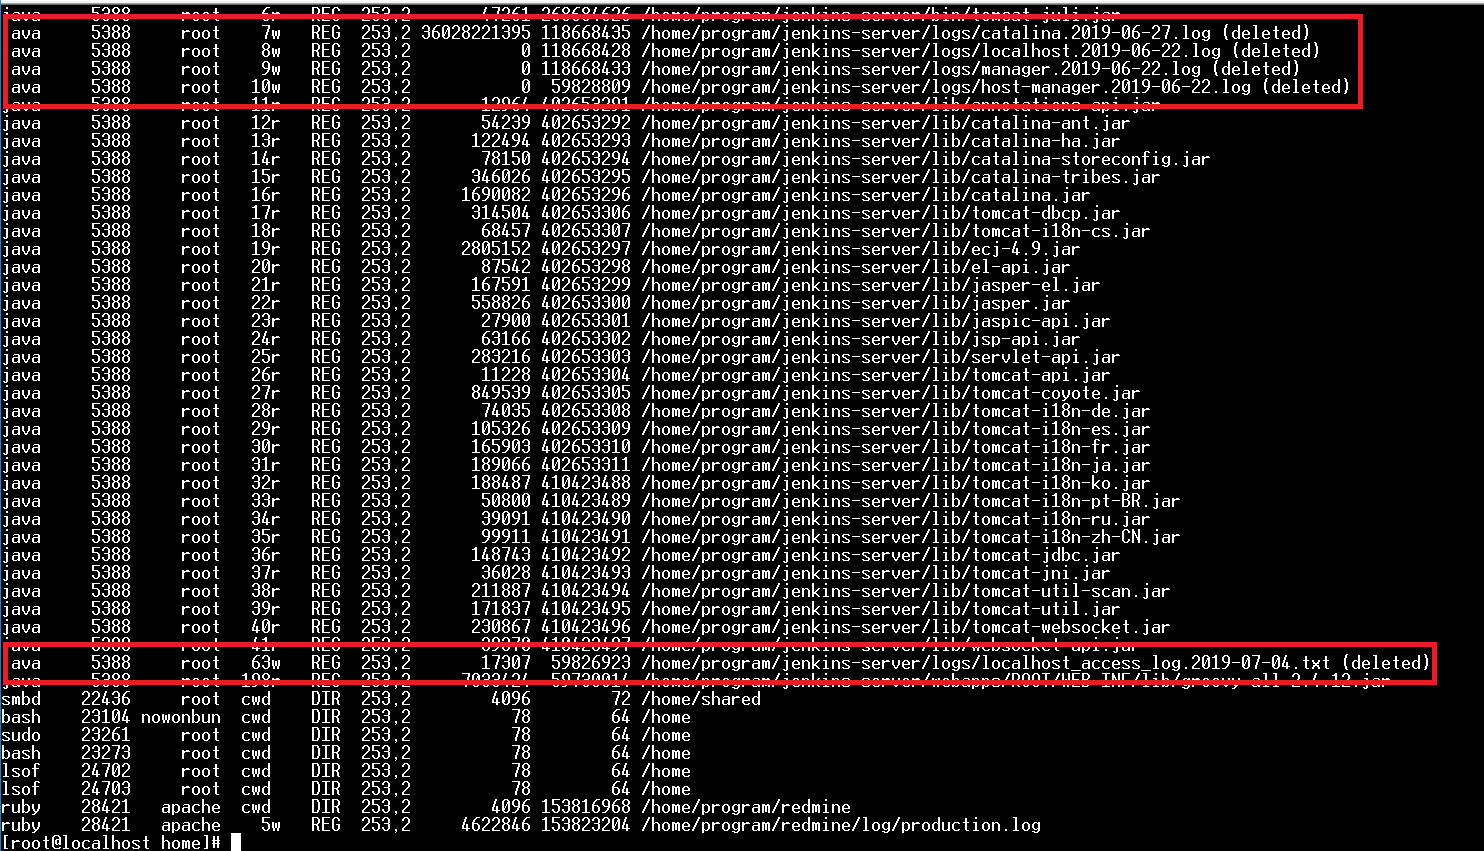 java 5388 root 6r REG 253,2 47261 268684626 /home/program/jenkins-server/bin/tomcat-juli.jar
ava 5388 root 7w REG 253,2 36028221395 118668435 /home/program/jenkins-server/logs/catalina.2019-06-27.log (deleted)
ava 5388 root 8w REG 253,2 0 118668428 /home/program/jenkins-server/logs/localhost.2019-06-22.log (deleted)
ava 5388 root 9w REG 253,2 0 118668433 /home/program/jenkins-server/logs/manager.2019-06-22.log (deleted)
ava 5388 root 10w REG 253,2 0 59828809 /home/program/jenkins-server/logs/host-manager.2019-06-22.log (deleted)
java 5388 root 11r REG 253,2 12964 402653291 /home/program/jenkins-server/lib/annotations-api.jar
java 5388 root 12r REG 253,2 54239 402653292 /home/program/jenkins-server/lib/catalina-ant.jar
java 5388 root 13r REG 253,2 122494 402653293 /home/program/jenkins-server/lib/catalina-ha.jar
java 5388 root 14r REG 253,2 78150 402653294 /home/program/jenkins-server/lib/catalina-storeconfig.jar
java 5388 root 15r REG 253,2 346026 402653295 /home/program/jenkins-server/lib/catalina-tribes.jar
java 5388 root 16r REG 253,2 1690082 402653296 /home/program/jenkins-server/lib/catalina.jar
java 5388 root 17r REG 253,2 314504 402653306 /home/program/jenkins-server/lib/tomcat-dbcp.jar
java 5388 root 18r REG 253,2 68457 402653307 /home/program/jenkins-server/lib/tomcat-i18n-cs.jar
java 5388 root 19r REG 253,2 2805152 402653297 /home/program/jenkins-server/lib/ecj-4.9.jar
java 5388 root 20r REG 253,2 87542 402653298 /home/program/jenkins-server/lib/el-api.jar
java 5388 root 21r REG 253,2 167591 402653299 /home/program/jenkins-server/lib/jasper-el.jar
java 5388 root 22r REG 253,2 558826 402653300 /home/program/jenkins-server/lib/jasper.jar
java 5388 root 23r REG 253,2 27900 402653301 /home/program/jenkins-server/lib/jaspic-api.jar
java 5388 root 24r REG 253,2 63166 402653302 /home/program/jenkins-server/lib/jsp-api.jar
java 5388 root 25r REG 253,2 283216 402653303 /home/program/jenkins-server/lib/servlet-api.jar
java 5388 root 26r REG 253,2 11228 402653304 /home/program/jenkins-server/lib/tomcat-api.jar
java 5388 root 27r REG 253,2 849539 402653305 /home/program/jenkins-server/lib/tomcat-coyote.jar
java 5388 root 28r REG 253,2 74035 402653308 /home/program/jenkins-server/lib/tomcat-i18n-de.jar
java 5388 root 29r REG 253,2 105326 402653309 /home/program/jenkins-server/lib/tomcat-i18n-es.jar
java 5388 root 30r REG 253,2 165903 402653310 /home/program/jenkins-server/lib/tomcat-i18n-fr.jar
java 5388 root 31r REG 253,2 189066 402653311 /home/program/jenkins-server/lib/tomcat-i18n-ja.jar
java 5388 root 32r REG 253,2 188487 410423488 /home/program/jenkins-server/lib/tomcat-i18n-ko.jar
java 5388 root 33r REG 253,2 50800 410423489 /home/program/jenkins-server/lib/tomcat-i18n-pt-BR.jar
java 5388 root 34r REG 253,2 39091 410423490 /home/program/jenkins-server/lib/tomcat-i18n-ru.jar
java 5388 root 35r REG 253,2 99911 410423491 /home/program/jenkins-server/lib/tomcat-i18n-zh-CN.jar
java 5388 root 36r REG 253,2 148743 410423492 /home/program/jenkins-server/lib/tomcat-jdbc.jar
java 5388 root 37r REG 253,2 36028 410423493 /home/program/jenkins-server/lib/tomcat-jni.jar
java 5388 root 38r REG 253,2 211887 410423494 /home/program/jenkins-server/lib/tomcat-util-scan.jar
java 5388 root 39r REG 253,2 171837 410423495 /home/program/jenkins-server/lib/tomcat-util.jar
java 5388 root 40r REG 253,2 230867 410423496 /home/program/jenkins-server/lib/tomcat-websocket.jar
java 5388 root 41r REG 253,2 410423497 /home/program/jenkins-server/lib/websocket-api.jar
ava 5388 root 63w REG 253,2 17307 59826923 /home/program/jenkins-server/logs/localhost_access_log.2019-07-04.txt (deleted)
java 5388 root REG 253,2 /home/program/jenkins-server/webapps/ROOT/WEB-INF/lib/groovy-all-2.4.12.jar
smbd 22436 root cwd DIR 253,2 4096 72 /home/shared
bash 23104 nowonbun cwd DIR 253,2 78 64 /home
sudo 23261 root cwd DIR 253,2 78 64 /home
bash 23273 root cwd DIR 253,2 78 64 /home
lsof 24702 root cwd DIR 253,2 78 64 /home
lsof 24703 root cwd DIR 253,2 78 64 /home
ruby 28421 apache cwd DIR 253,2 4096 153816968 /home/program/redmine
ruby 28421 apache 5w REG 253,2 4622846 153823204 /home/program/redmine/log/production.log
[root@localhost home]#